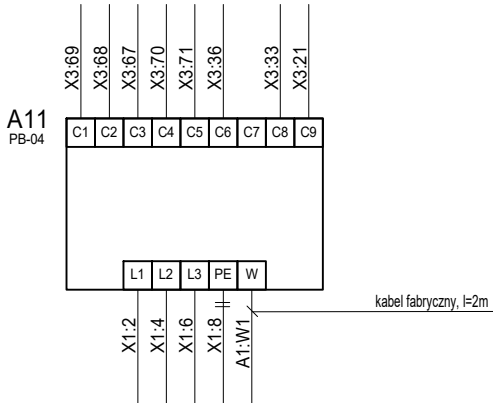 X3:69
X3:68
X3:67
X3:70
X3:71
X3:36
X3:33
X3:21
A11
PB-04
C1 C2 C3 C4 C5 C6 C7 C8 C9
L1 L2 L3 PE W
kabel fabryczny, l=2m
X1:2
X1:4
X1:6
X1:8
A1:W1